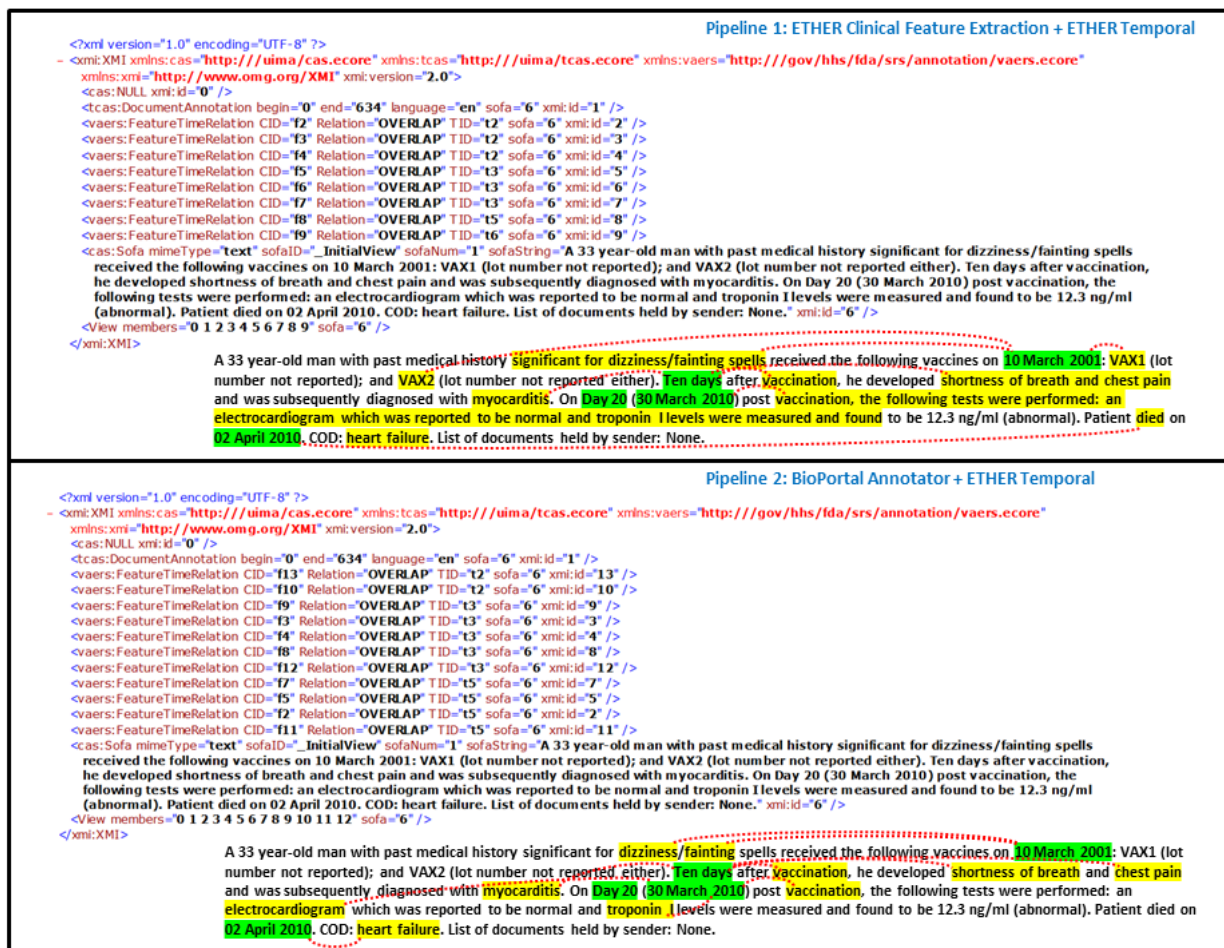 Pipeline 1: ETHER Clinical Feature Extraction + ETHER Temporal
<?xml version="1.0" encoding="UTF-8" ?>
- <xmi:XMI xmlns:cas="http:///uima/cas.ecore" xmlns:tcas="http:///uima/tcas.ecore" xmlns:vaers="http:///gov/hhs/fda/srs/annotation/vaers.ecore"
xmlns:xmi="http://www.omg.org/XMI" xmi:version="2.0">
<cas:NULL xmi:id="0" />
<tcas:DocumentAnnotation begin="0" end="634" language="en" sofa="6" xmi:id="1" />
<vaers:FeatureTimeRelation CID="f2" Relation="OVERLAP" TID="t2" sofa="6" xmi:id="2" />
<vaers:FeatureTimeRelation CID="f3" Relation="OVERLAP" TID="t2" sofa="6" xmi:id="3" />
<vaers:FeatureTimeRelation CID="f4" Relation="OVERLAP" TID="t2" sofa="6" xmi:id="4" />
<vaers:FeatureTimeRelation CID="f5" Relation="OVERLAP" TID="t3" sofa="6" xmi:id="5" />
<vaers:FeatureTimeRelation CID="f6" Relation="OVERLAP" TID="t3" sofa="6" xmi:id="6" />
<vaers:FeatureTimeRelation CID="f7" Relation="OVERLAP" TID="t3" sofa="6" xmi:id="7" />
<vaers:FeatureTimeRelation CID="f8" Relation="OVERLAP" TID="t5" sofa="6" xmi:id="8" />
<vaers:FeatureTimeRelation CID="f9" Relation="OVERLAP" TID="t6" sofa="6" xmi:id="9" />
<cas:Sofa mimeType="text" sofaID="_InitialView" sofaNum="1" sofaString="A 33 year-old man with past medical history significant for dizziness/fainting spells
received the following vaccines on 10 March 2001: VAX1 (lot number not reported); and VAX2 (lot number not reported either). Ten days after vaccination,
he developed shortness of breath and chest pain and was subsequently diagnosed with myocarditis. On Day 20 (30 March 2010) post vaccination, the
following tests were performed: an electrocardiogram which was reported to be normal and troponin I levels were measured and found to be 12.3 ng/ml
(abnormal). Patient died on 02 April 2010. COD: heart failure. List of documents held by sender: None." xmi:id="6" />
<View members="0 1 2 3 4 5 6 7 8 9" sofa="6" />
</xmi:XMI>
A 33 year-old man with past medical history significant for dizziness/fainting spells received the following vaccines on 10 March 2001: VAX1 (lot
number not reported); and VAX2 (lot number not reported either). Ten days after vaccination, he developed shortness of breath and chest pain
and was subsequently diagnosed with myocarditis. On Day 20 (30 March 2010) post vaccination, the following tests were performed: an
electrocardiogram which was reported to be normal and troponin I levels were measured and found to be 12.3 ng/ml (abnormal). Patient died on
02 April 2010. COD: heart failure. List of documents held by sender: None.
Pipeline 2: BioPortal Annotator + ETHER Temporal
<?xml version="1.0" encoding="UTF-8" ?>
- <xmi:XMI xmlns:cas="http:///uima/cas.ecore" xmlns:tcas="http:///uima/tcas.ecore" xmlns:vaers="http:///gov/hhs/fda/srs/annotation/vaers.ecore"
xmlns:xmi="http://www.omg.org/XMI" xmi:version="2.0">
<cas:NULL xmi:id="0" />
<tcas:DocumentAnnotation begin="0" end="634" language="en" sofa="6" xmi:id="1" />
<vaers:FeatureTimeRelation CID="f13" Relation="OVERLAP" TID="t2" sofa="6" xmi:id="13" />
<vaers:FeatureTimeRelation CID="f10" Relation="OVERLAP" TID="t2" sofa="6" xmi:id="10" />
<vaers:FeatureTimeRelation CID="f9" Relation="OVERLAP" TID="t3" sofa="6" xmi:id="9" />
<vaers:FeatureTimeRelation CID="f3" Relation="OVERLAP" TID="t3" sofa="6" xmi:id="3" />
<vaers:FeatureTimeRelation CID="f4" Relation="OVERLAP" TID="t3" sofa="6" xmi:id="4" />
<vaers:FeatureTimeRelation CID="f8" Relation="OVERLAP" TID="t3" sofa="6" xmi:id="8" />
<vaers:FeatureTimeRelation CID="f12" Relation="OVERLAP" TID="t3" sofa="6" xmi:id="12" />
<vaers:FeatureTimeRelation CID="f7" Relation="OVERLAP" TID="t5" sofa="6" xmi:id="7" />
<vaers:FeatureTimeRelation CID="f5" Relation="OVERLAP" TID="t5" sofa="6" xmi:id="5" />
<vaers:FeatureTimeRelation CID="f2" Relation="OVERLAP" TID="t5" sofa="6" xmi:id="2" />
<vaers:FeatureTimeRelation CID="f11" Relation="OVERLAP" TID="t5" sofa="6" xmi:id="11" />
<cas:Sofa mimeType="text" sofaID="_InitialView" sofaNum="1" sofaString="A 33 year-old man with past medical history significant for dizziness/fainting spells
received the following vaccines on 10 March 2001: VAX1 (lot number not reported); and VAX2 (lot number not reported either). Ten days after vaccination,
he developed shortness of breath and chest pain and was subsequently diagnosed with myocarditis. On Day 20 (30 March 2010) post vaccination, the
following tests were performed: an electrocardiogram which was reported to be normal and troponin I levels were measured and found to be 12.3 ng/ml
(abnormal). Patient died on 02 April 2010. COD: heart failure. List of documents held by sender: None." xmi:id="6" />
<View members="0 1 2 3 4 5 6 7 8 9 10 11 12" sofa="6" />
</xmi:XMI>
A 33 year-old man with past medical history significant for dizziness/fainting spells received the following vaccines on 10 March 2001: VAX1 (lot
number not reported); and VAX2 (lot number not reported either). Ten days after vaccination, he developed shortness of breath and chest pain
and was subsequently diagnosed with myocarditis. On Day 20 (30 March 2010) post vaccination, the following tests were performed: an
electrocardiogram which was reported to be normal and troponin I levels were measured and found to be 12.3 ng/ml (abnormal). Patient died on
02 April 2010. COD: heart failure. List of documents held by sender: None.